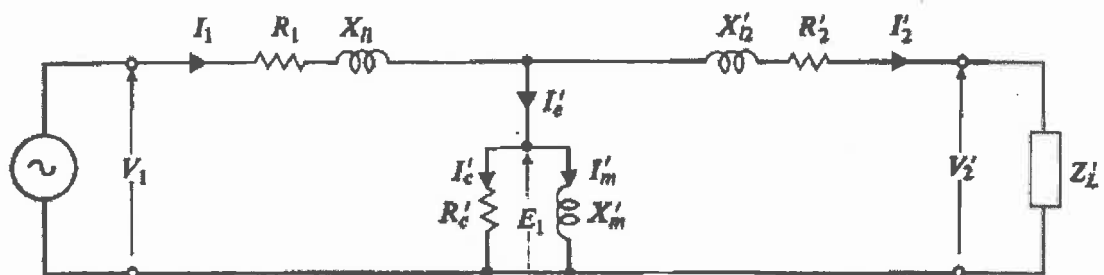 I₁ R₁ Xₗ₁ X'ₗ₂ R'₂ I'₂
I'ₑ
V₁ I'c I'm V'₂ Z'L
R'c E₁ X'm